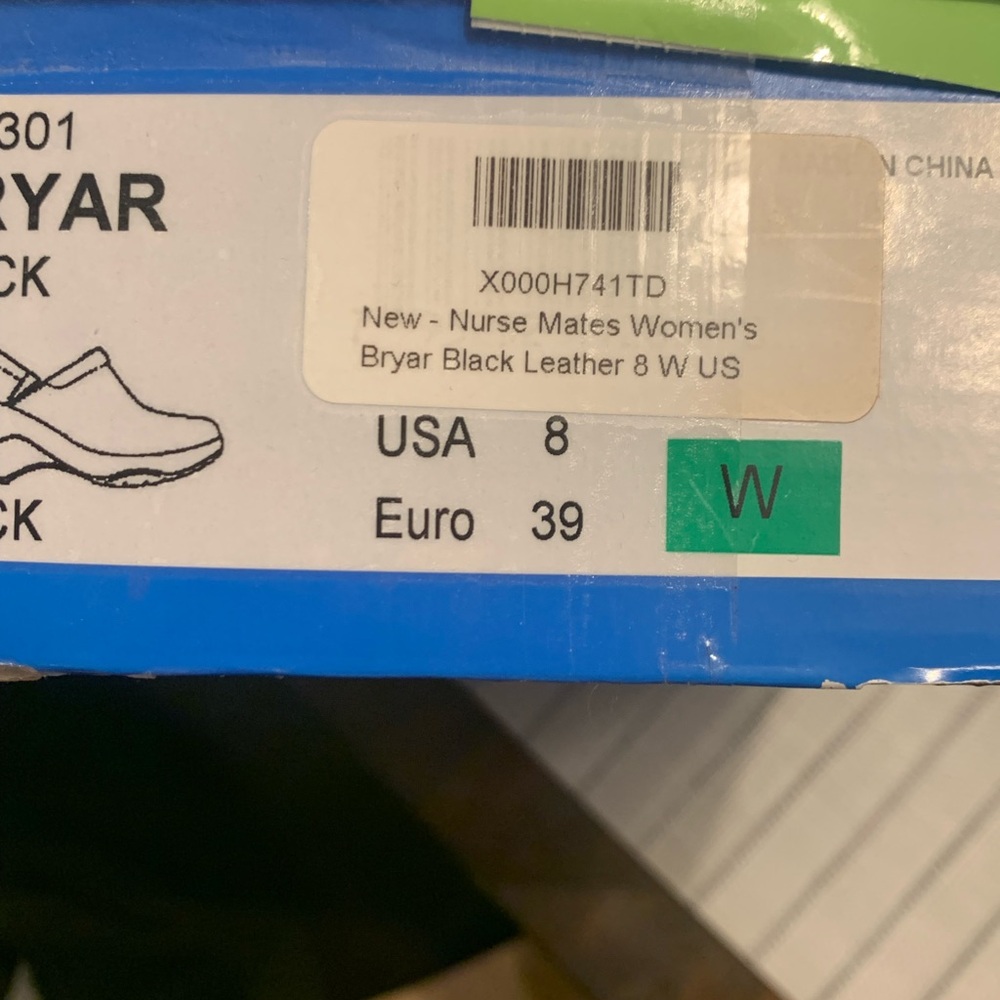 301
RYAR
CK
X000H741TD
New - Nurse Mates Women's
Bryar Black Leather 8 W US
IN CHINA
USA 8
Euro 39
W
CK